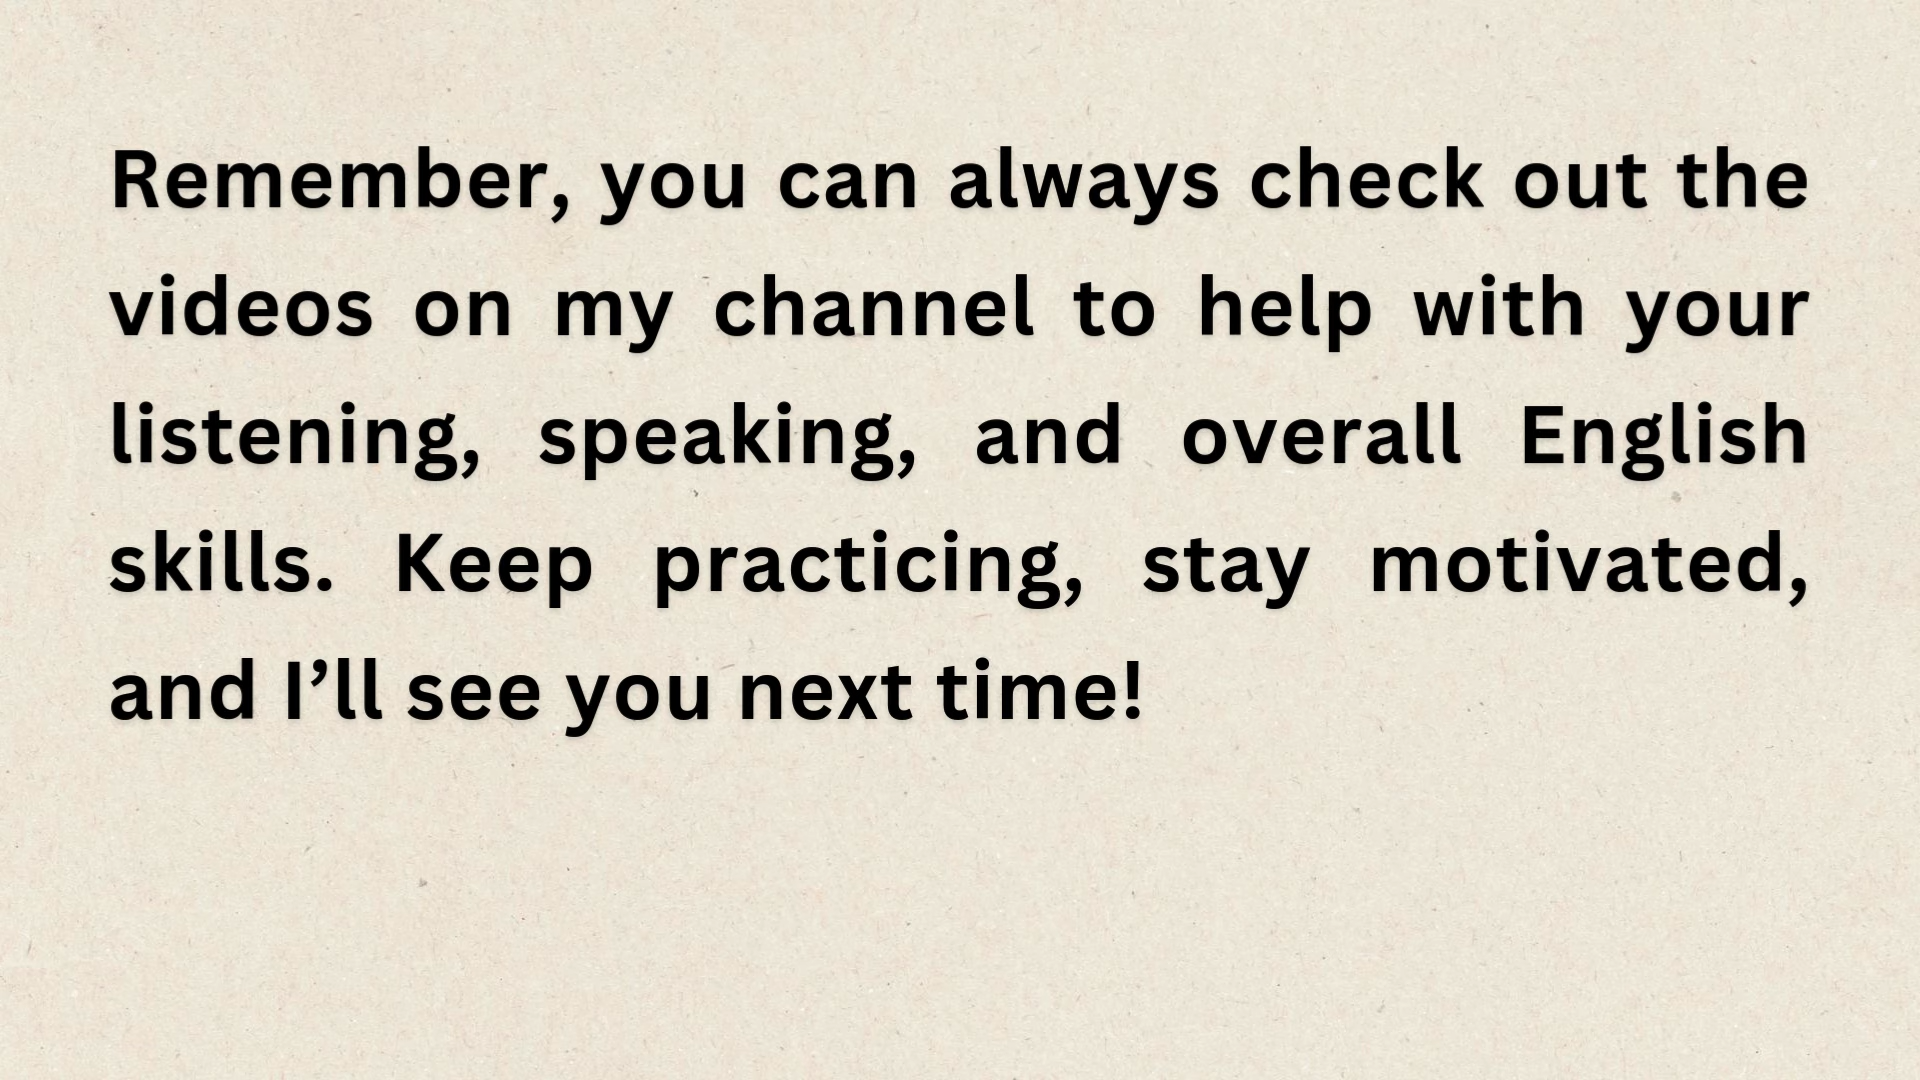 Remember, you can always check out the
videos on my channel to help with your
listening, speaking, and overall English
skills. Keep practicing, stay motivated,
and I’ll see you next time!